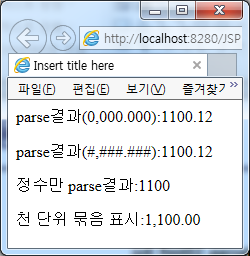 http://localhost:8280/JSP
Insert title here
파일(F) 편집(E) 보기(V) 즐겨찾기
parse결과(0,000.000):1100.12
parse결과(#,###.###):1100.12
정수만 parse결과:1100
천 단위 묶음 표시:1,100.00